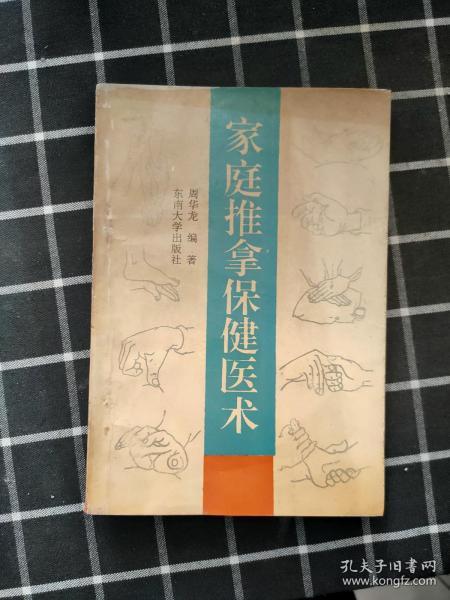 家庭推拿保健医术
周华龙 编著
东南大学出版社
孔夫子旧书网
www.kongfz.com